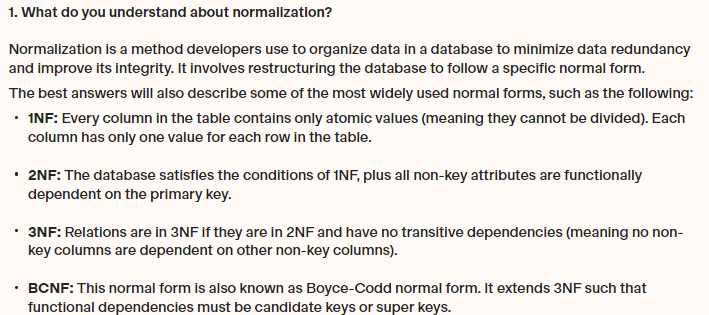 1. What do you understand about normalization?
Normalization is a method developers use to organize data in a database to minimize data redundancy
and improve its integrity. It involves restructuring the database to follow a specific normal form.
The best answers will also describe some of the most widely used normal forms, such as the following:
• 1NF: Every column in the table contains only atomic values (meaning they cannot be divided). Each
column has only one value for each row in the table.
• 2NF: The database satisfies the conditions of 1NF, plus all non-key attributes are functionally
dependent on the primary key.
• 3NF: Relations are in 3NF if they are in 2NF and have no transitive dependencies (meaning no non-
key columns are dependent on other non-key columns).
• BCNF: This normal form is also known as Boyce-Codd normal form. It extends 3NF such that
functional dependencies must be candidate keys or super keys.